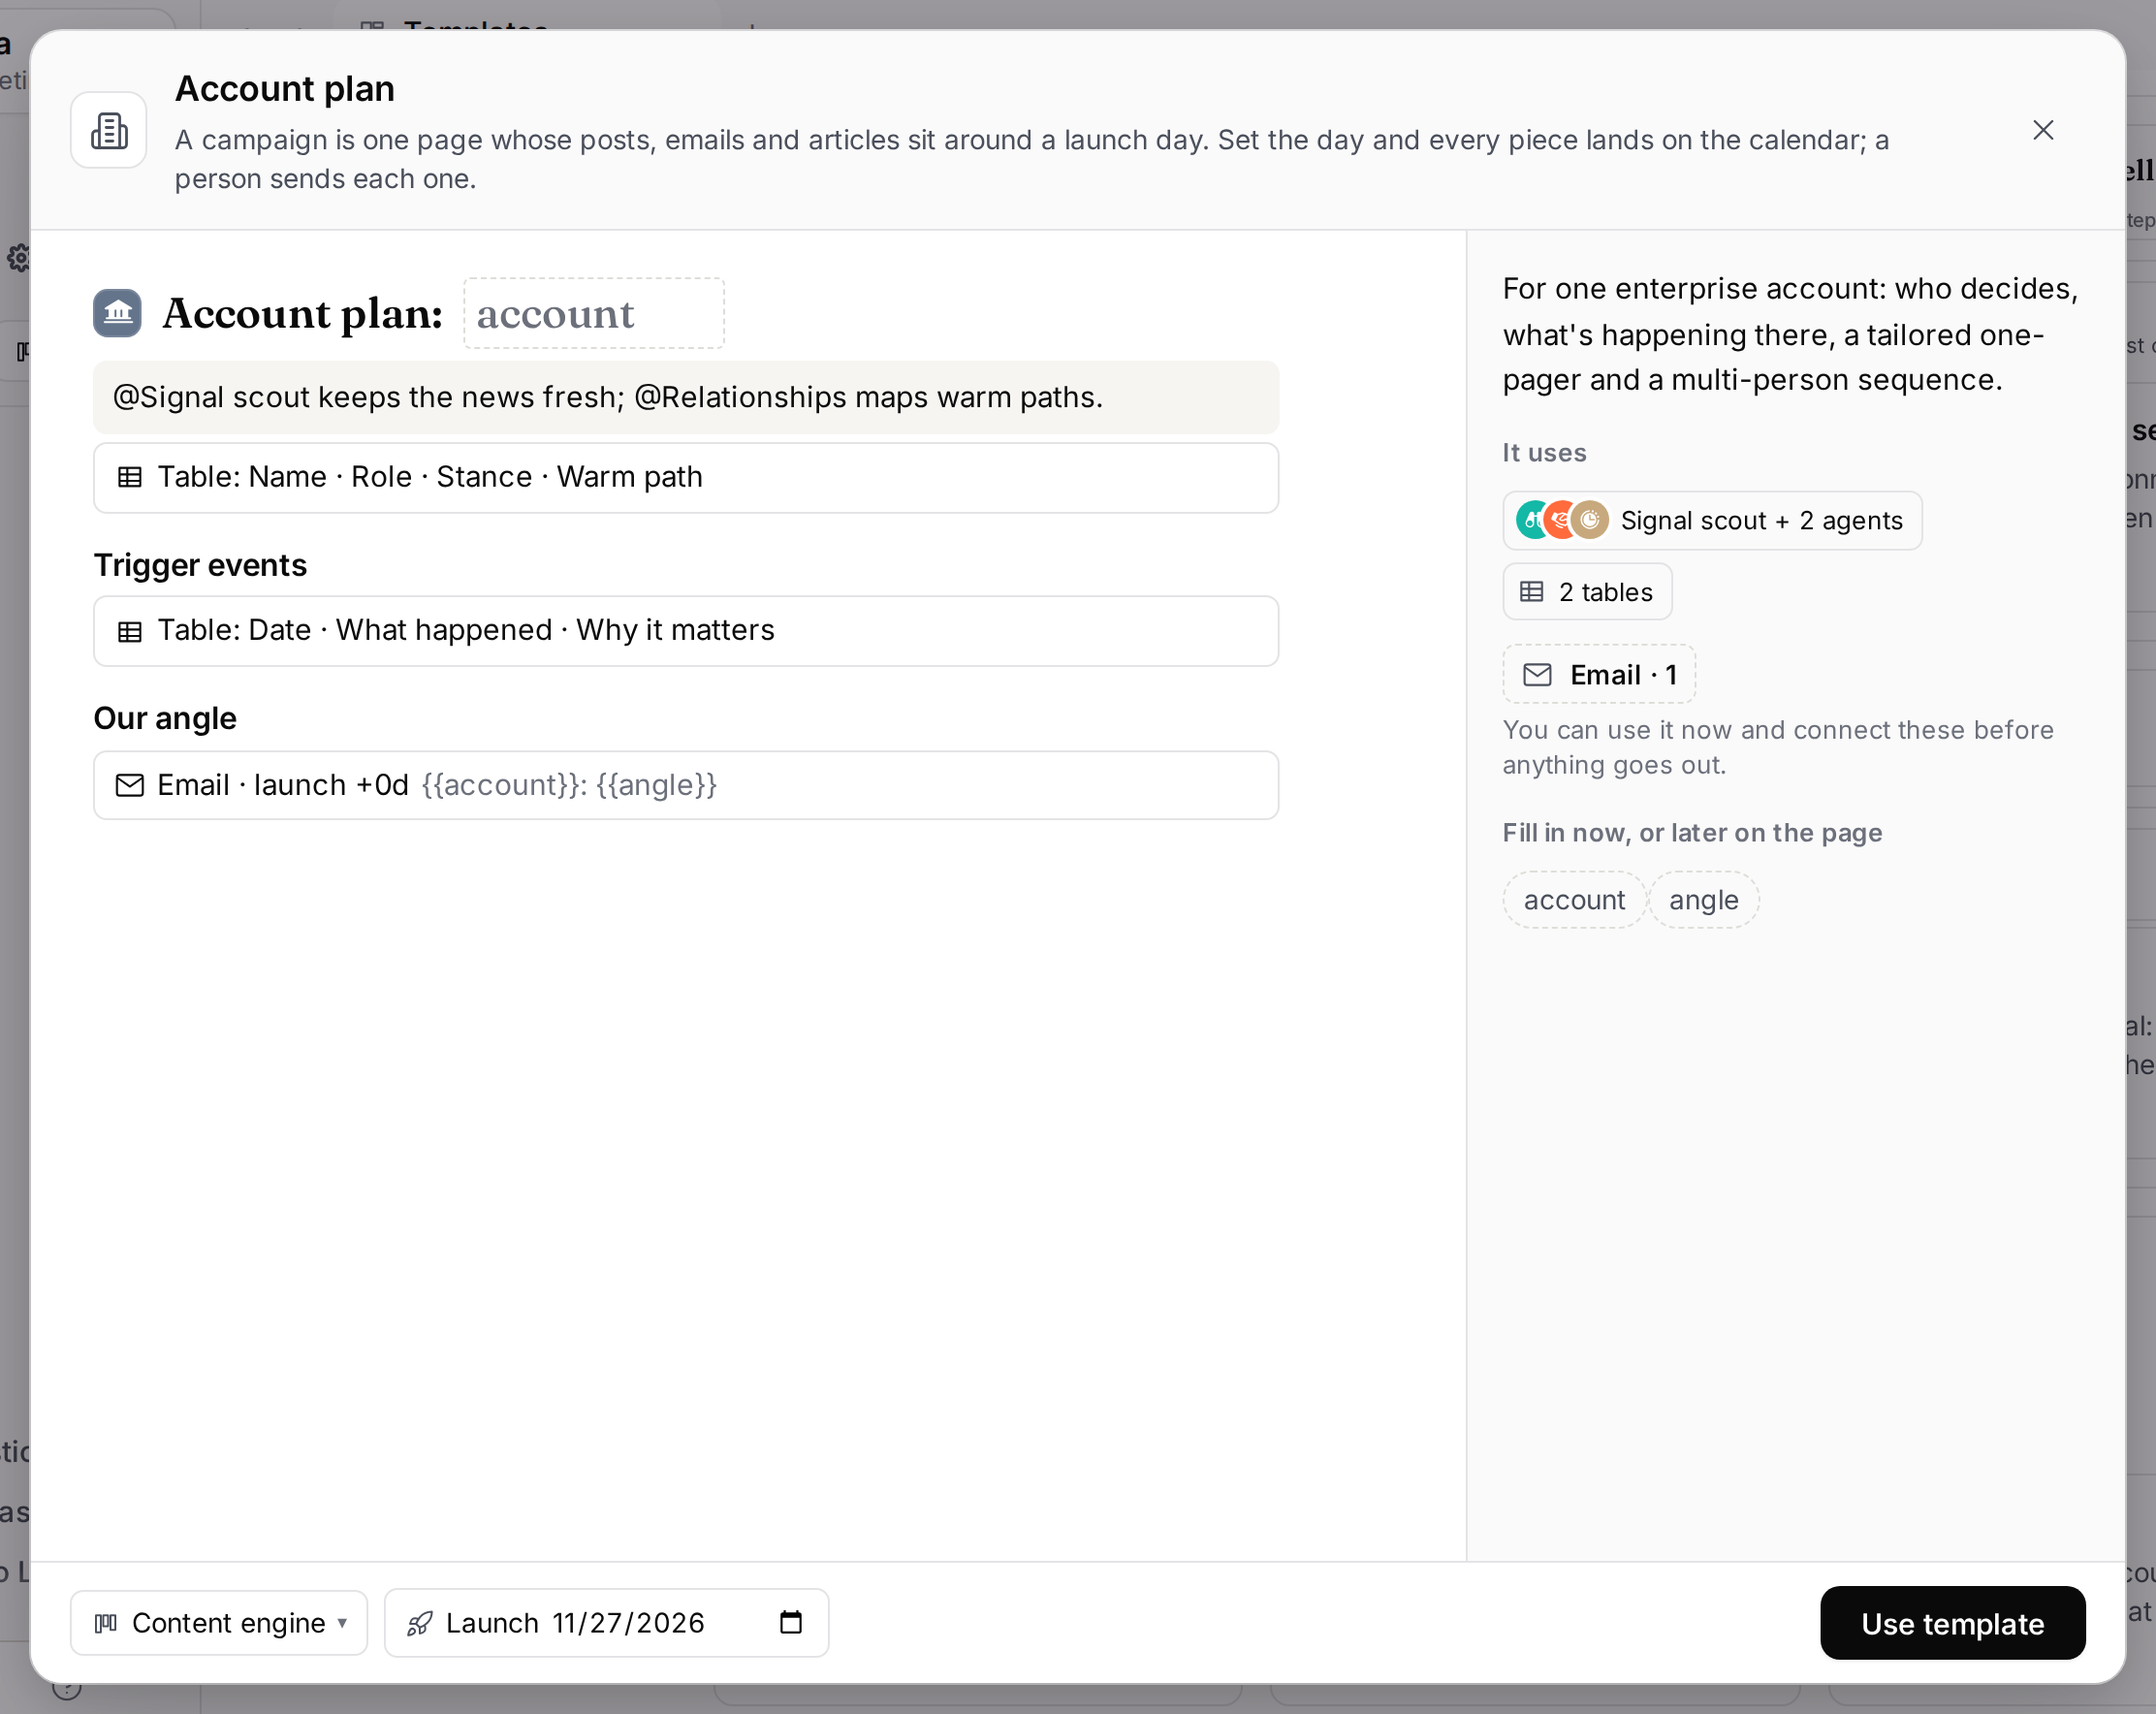 Account plan
A campaign is one page whose posts, emails and articles sit around a launch day. Set the day and every piece lands on the calendar; a
person sends each one.
Account plan: account
@Signal scout keeps the news fresh; @Relationships maps warm paths.
Table: Name · Role · Stance · Warm path
Trigger events
Table: Date · What happened · Why it matters
Our angle
Email · launch +0d {{account}}: {{angle}}
For one enterprise account: who decides,
what's happening there, a tailored one-
pager and a multi-person sequence.
It uses
Signal scout + 2 agents
2 tables
Email · 1
You can use it now and connect these before
anything goes out.
Fill in now, or later on the page
account angle
Content engine ▾
Launch 11/27/2026
Use template